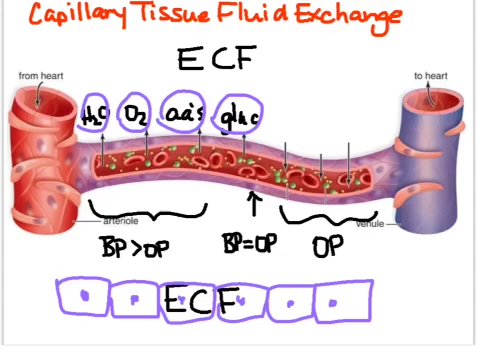 Capillary Tissue Fluid Exchange
ECF
from heart
to heart
H2O O2 aa's gluc
arteriole
venule
BP>OP BP=OP OP
ECF